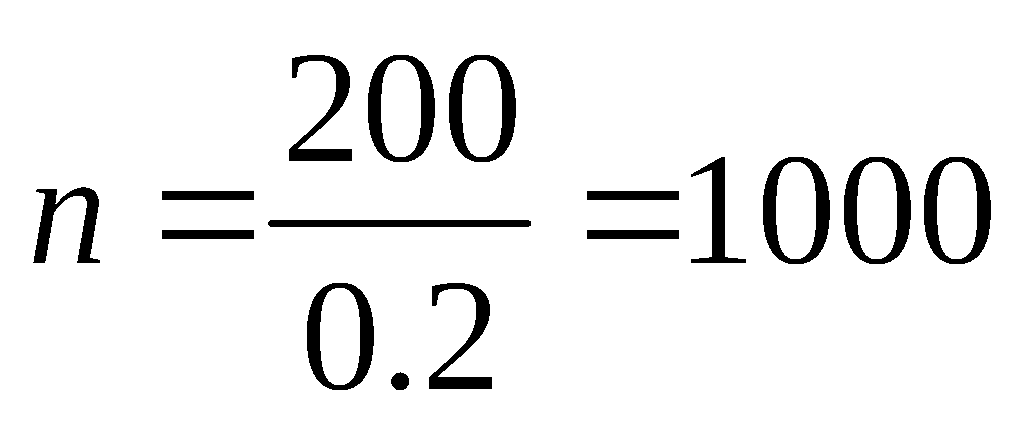 n = 200/0.2 = 1000